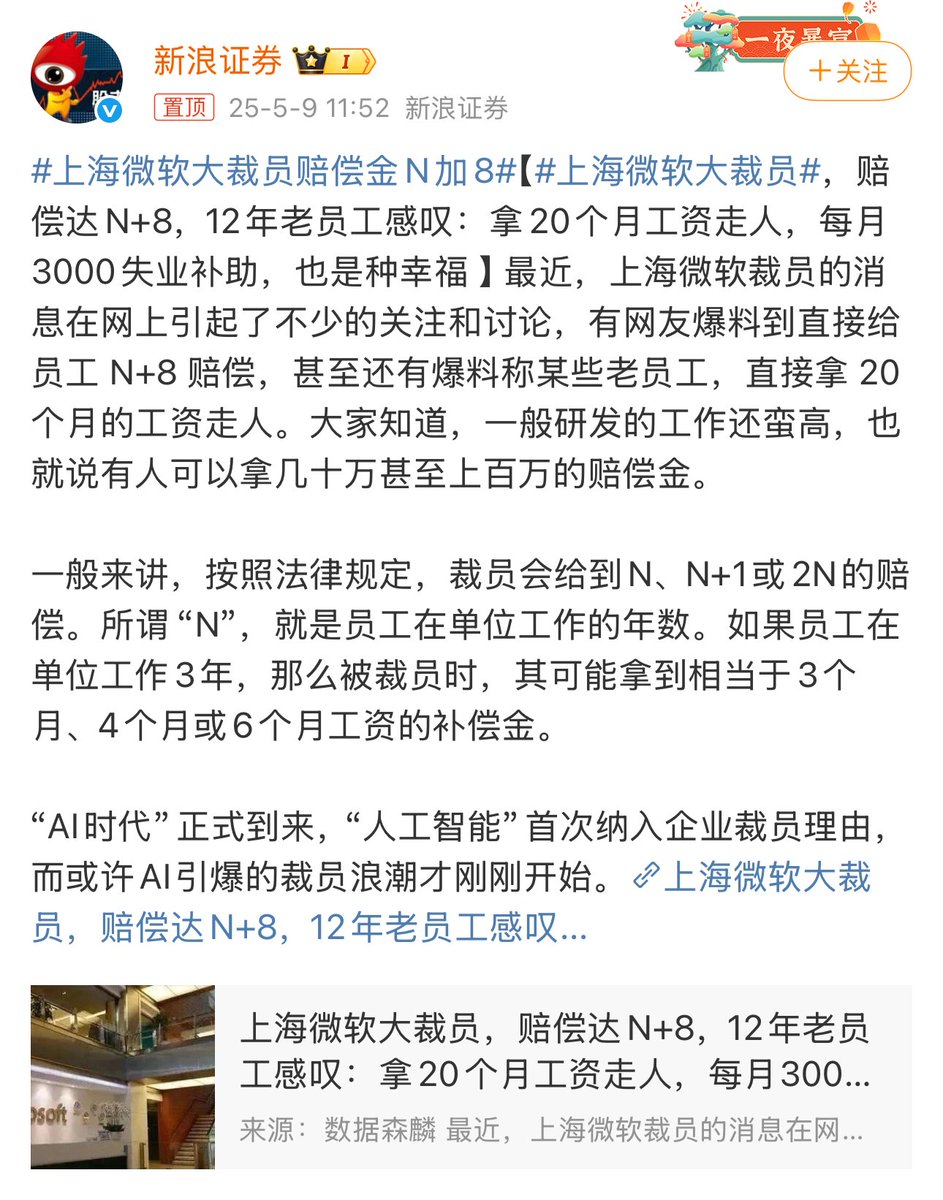 新浪证券 I
一夜暴富
+关注
置顶 25-5-9 11:52 新浪证券
#上海微软大裁员赔偿金N加8#【#上海微软大裁员#，赔
偿达N+8，12年老员工感叹：拿20个月工资走人，每月
3000失业补助，也是种幸福】最近，上海微软裁员的消
息在网上引起了不少的关注和讨论，有网友爆料到直接给
员工 N+8 赔偿，甚至还有爆料称某些老员工，直接拿 20
个月的工资走人。大家知道，一般研发的工作还蛮高，也
就说有人可以拿几十万甚至上百万的赔偿金。
一般来讲，按照法律规定，裁员会给到N、N+1或2N的赔
偿。所谓“N”，就是员工在单位工作的年数。如果员工在
单位工作3年，那么被裁员时，其可能拿到相当于3个
月、4个月或6个月工资的补偿金。
“AI时代”正式到来，“人工智能”首次纳入企业裁员理由，
而或许AI引爆的裁员浪潮才刚刚开始。上海微软大裁
员，赔偿达N+8，12年老员工感叹...
上海微软大裁员，赔偿达N+8，12年老员
工感叹：拿20个月工资走人，每月300...
来源：数据森麟 最近，上海微软裁员的消息在网...
osoft